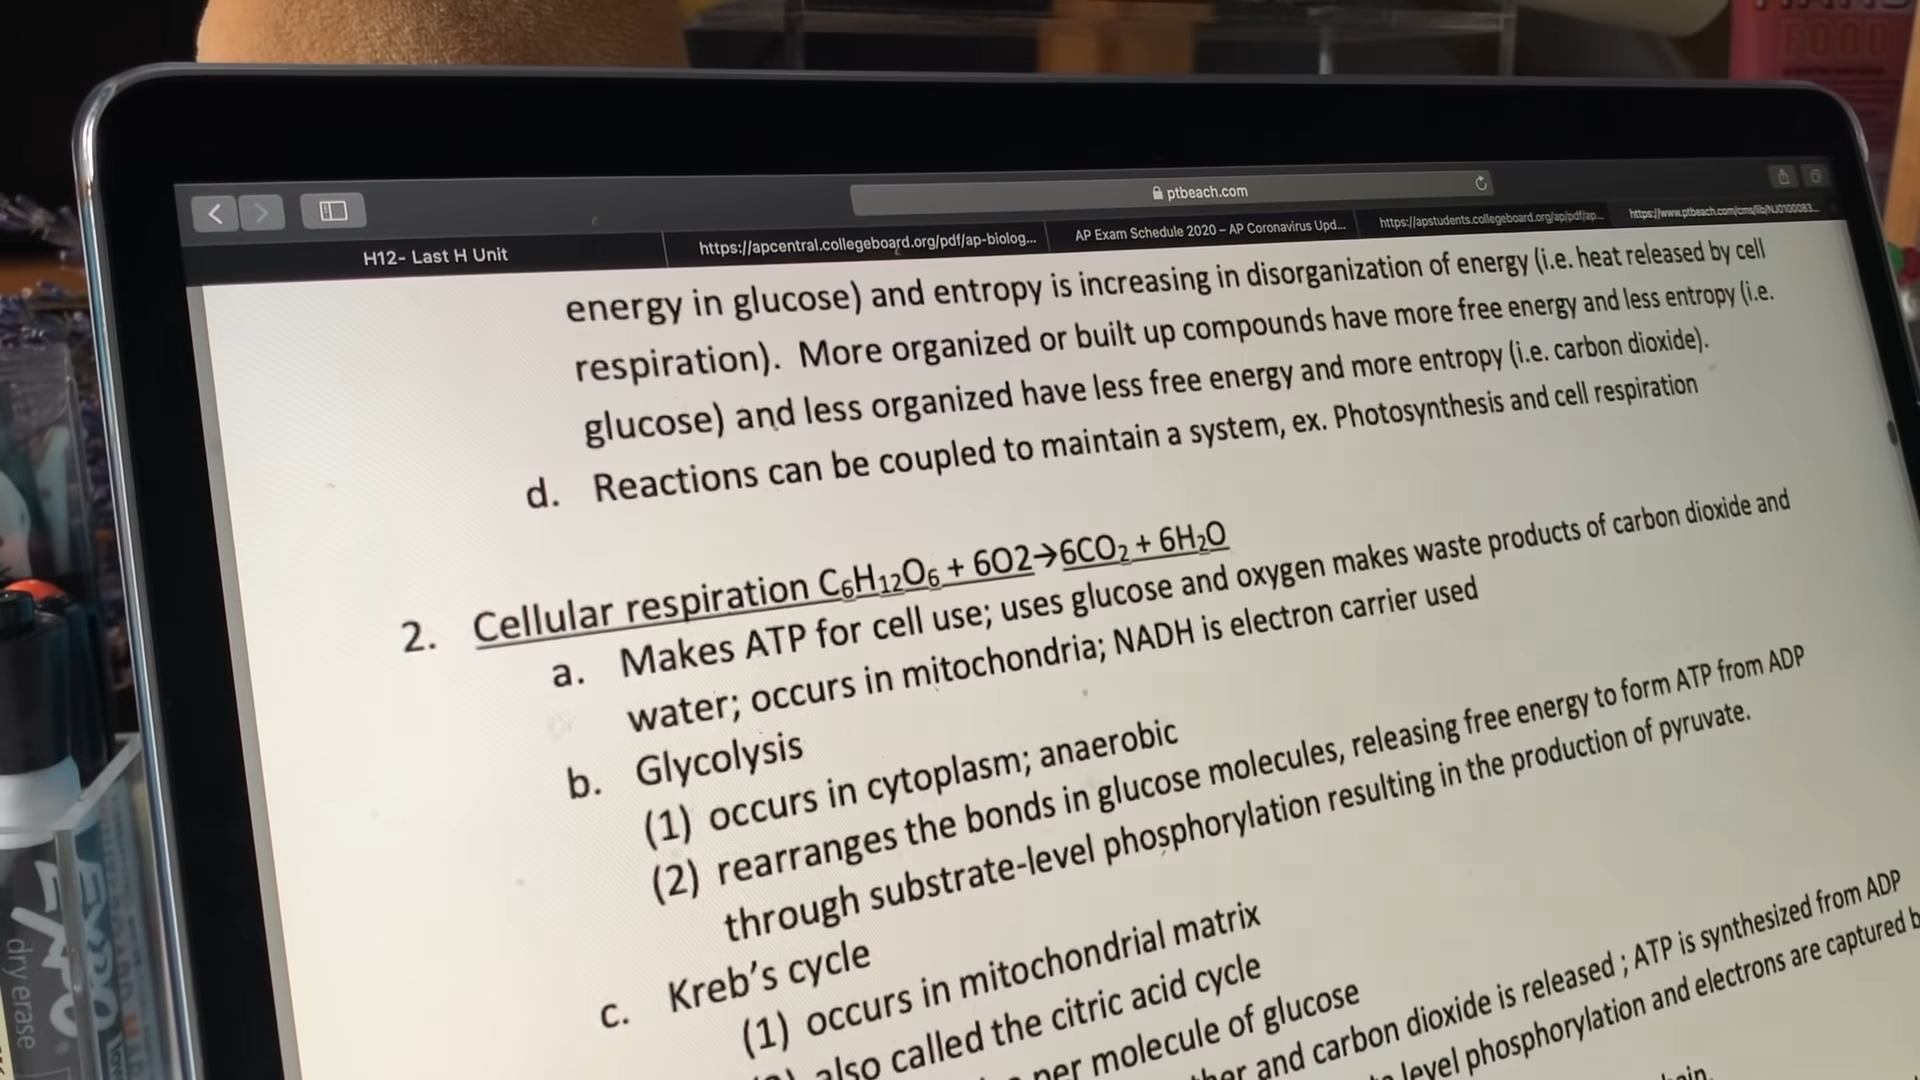 FOOD
ptbeach.com
H12- Last H Unit
https://apcentral.collegeboard.org/pdf/ap-biolog...
AP Exam Schedule 2020 – AP Coronavirus Upd...
https://apstudents.collegeboard.org/ap/pdf/ap...
https://www.ptbeach.com/cms/lib/NJ0100083...
energy in glucose) and entropy is increasing in disorganization of energy (i.e. heat released by cell
respiration). More organized or built up compounds have more free energy and less entropy (i.e.
glucose) and less organized have less free energy and more entropy (i.e. carbon dioxide).
d. Reactions can be coupled to maintain a system, ex. Photosynthesis and cell respiration
2. Cellular respiration C₆H₁₂O₆ + 6O2→6CO₂ + 6H₂O
a. Makes ATP for cell use; uses glucose and oxygen makes waste products of carbon dioxide and
water; occurs in mitochondria; NADH is electron carrier used
b. Glycolysis
(1) occurs in cytoplasm; anaerobic
(2) rearranges the bonds in glucose molecules, releasing free energy to form ATP from ADP
through substrate-level phosphorylation resulting in the production of pyruvate.
c. Kreb's cycle
(1) occurs in mitochondrial matrix
also called the citric acid cycle
per molecule of glucose
and carbon dioxide is released ; ATP is synthesized from ADP
level phosphorylation and electrons are captured b
EXPO
dry erase